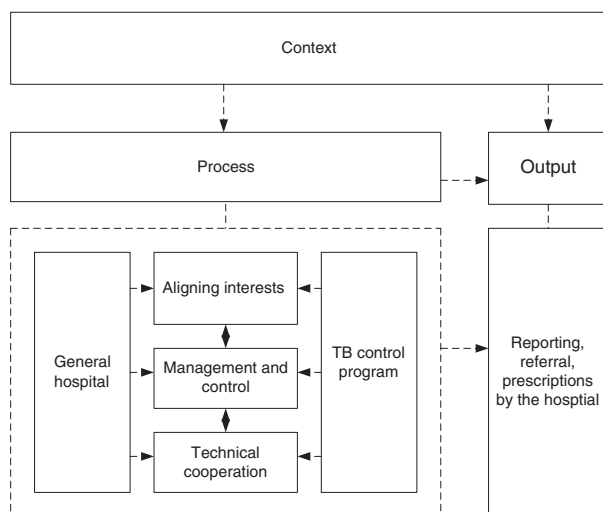 Context
Process
Output
Aligning interests
General
hospital
Management and
control
TB control
program
Technical
cooperation
Reporting,
referral,
prescriptions
by the hosptial